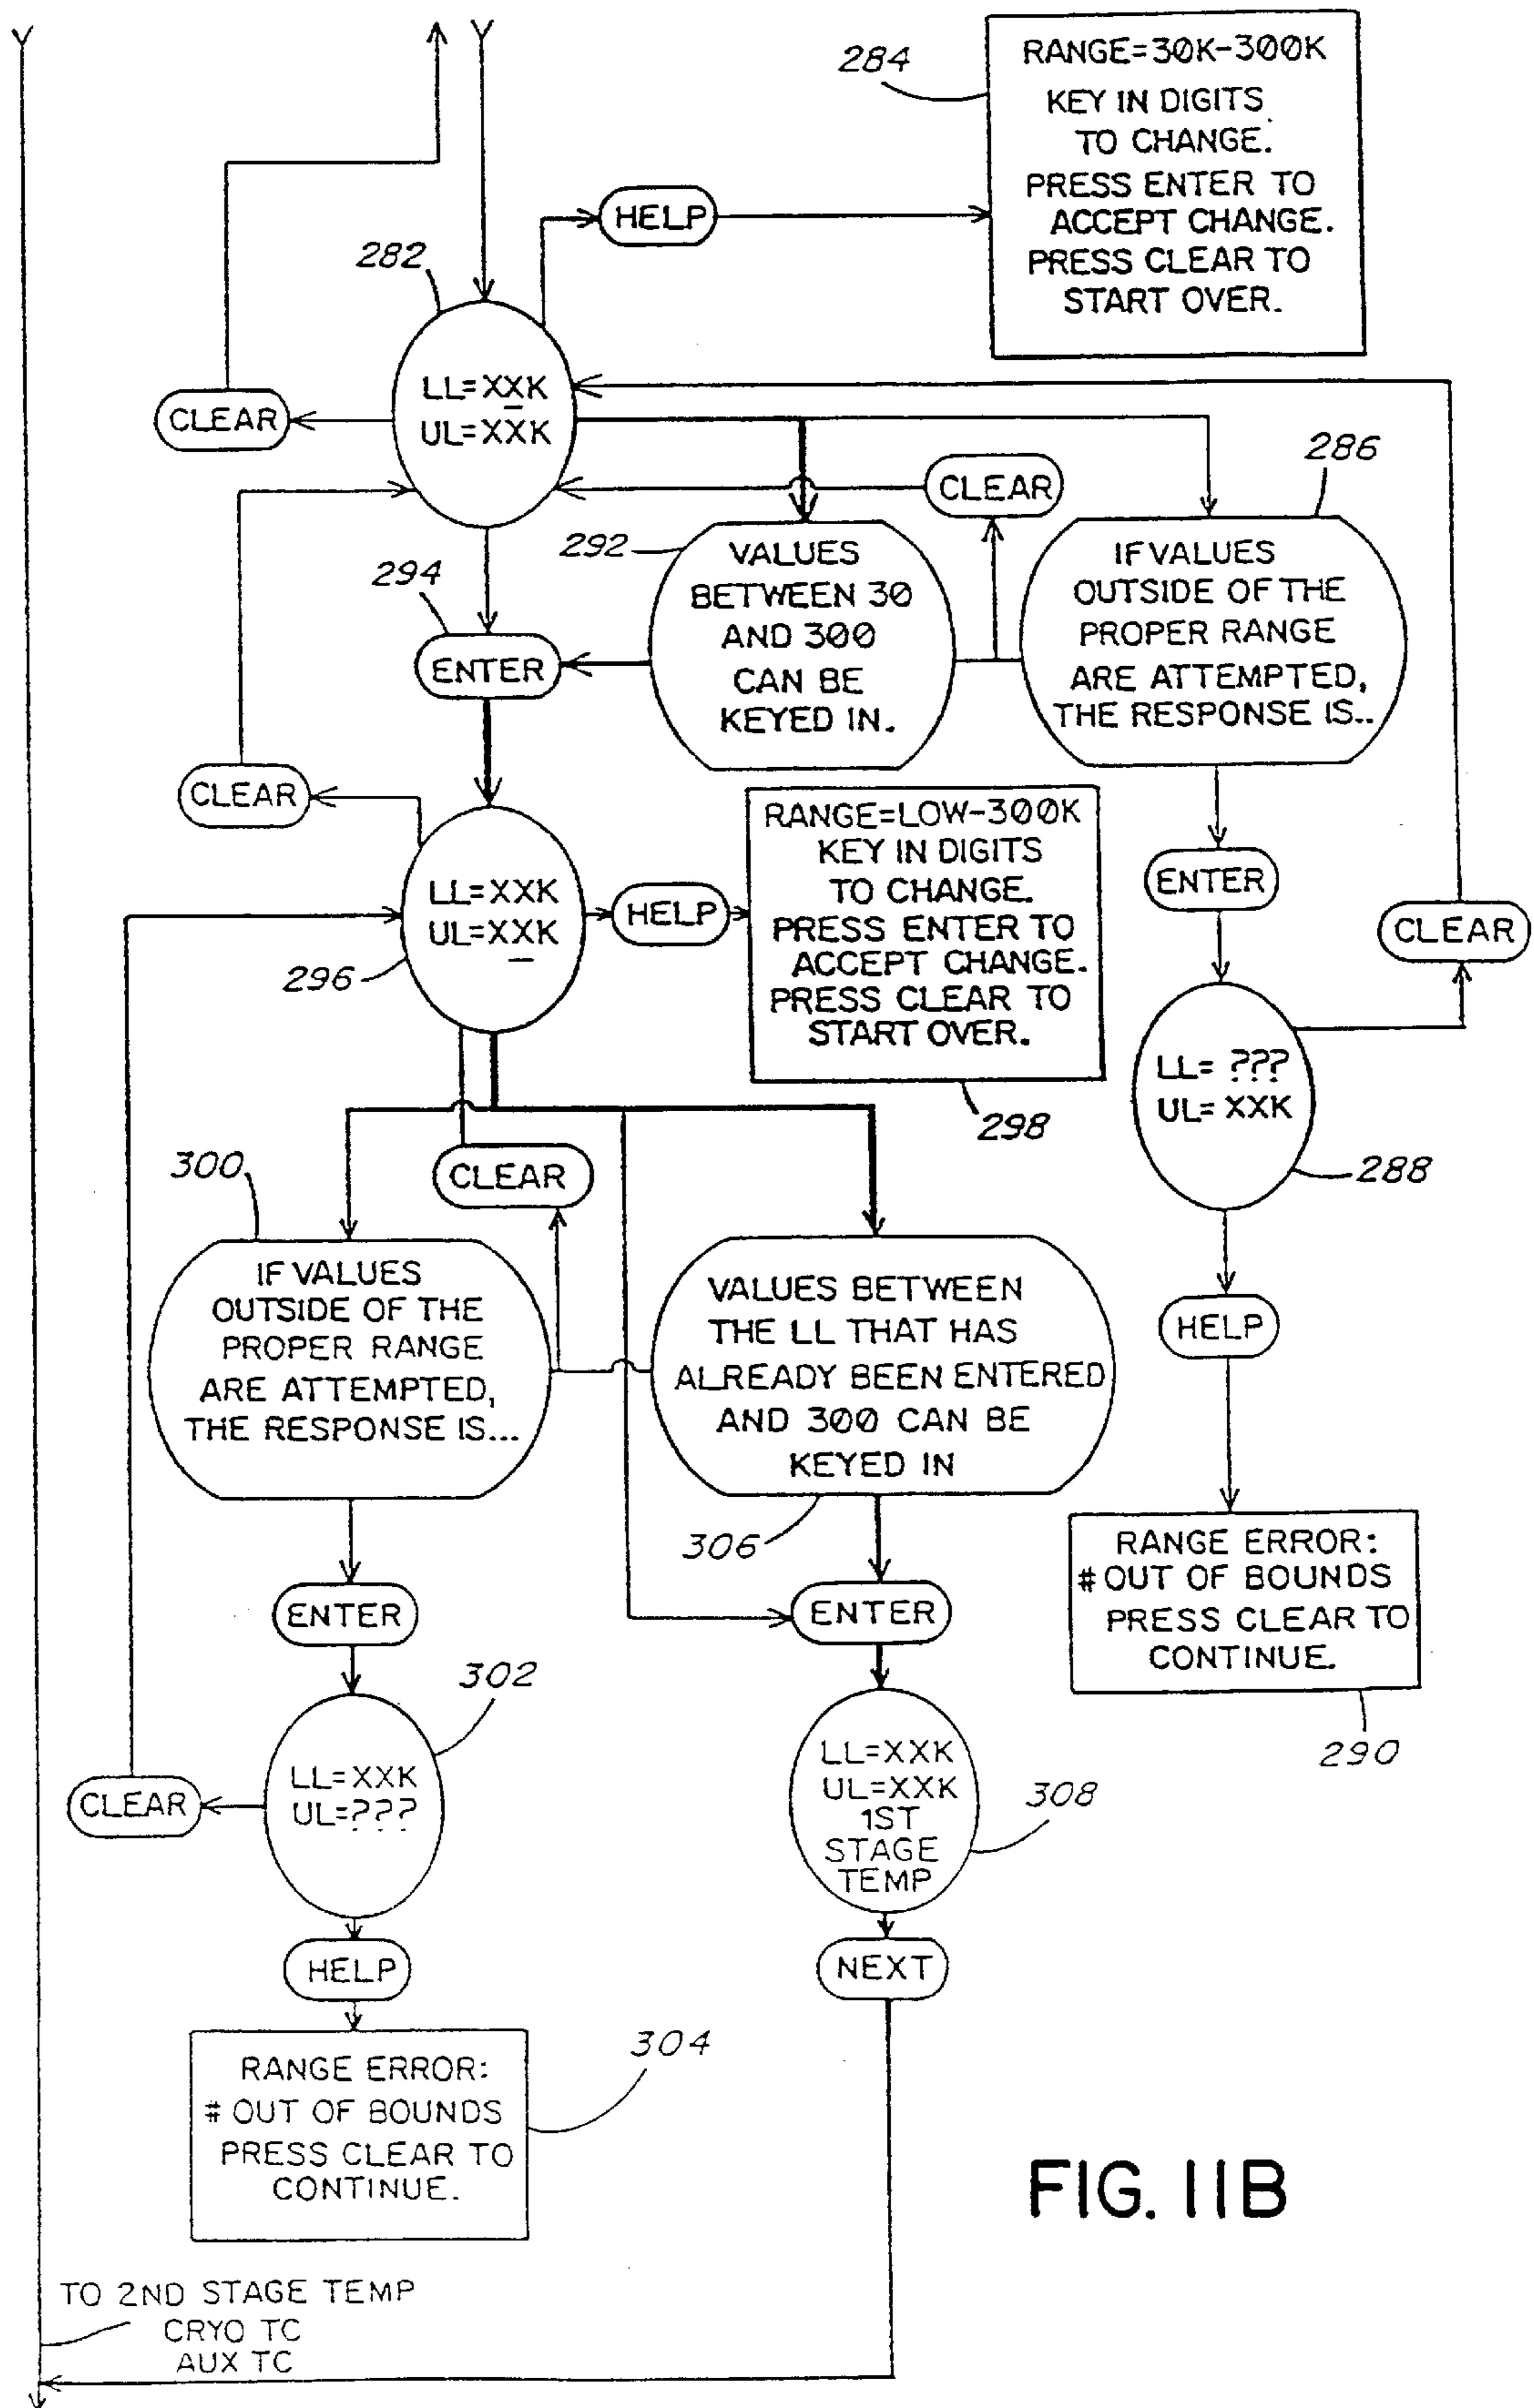 284
RANGE=30K-300K
KEY IN DIGITS
TO CHANGE.
PRESS ENTER TO
ACCEPT CHANGE.
PRESS CLEAR TO
START OVER.
HELP
282
LL=XXK
UL=XXK
CLEAR
CLEAR
286
IF VALUES
OUTSIDE OF THE
PROPER RANGE
ARE ATTEMPTED,
THE RESPONSE IS..
292
VALUES
BETWEEN 30
AND 300
CAN BE
KEYED IN.
294
ENTER
CLEAR
RANGE=LOW-300K
KEY IN DIGITS
TO CHANGE.
PRESS ENTER TO
ACCEPT CHANGE.
PRESS CLEAR TO
START OVER.
298
HELP
LL=XXK
UL=XXK
296
ENTER
CLEAR
LL= ???
UL= XXK
288
CLEAR
300
IF VALUES
OUTSIDE OF THE
PROPER RANGE
ARE ATTEMPTED,
THE RESPONSE IS...
VALUES BETWEEN
THE LL THAT HAS
ALREADY BEEN ENTERED
AND 300 CAN BE
KEYED IN
306
HELP
RANGE ERROR:
# OUT OF BOUNDS
PRESS CLEAR TO
CONTINUE.
290
ENTER
ENTER
302
LL=XXK
UL=???
CLEAR
LL=XXK
UL=XXK
1ST
STAGE
TEMP
308
HELP
NEXT
304
RANGE ERROR:
# OUT OF BOUNDS
PRESS CLEAR TO
CONTINUE.
FIG. 11B
TO 2ND STAGE TEMP
CRYO TC
AUX TC